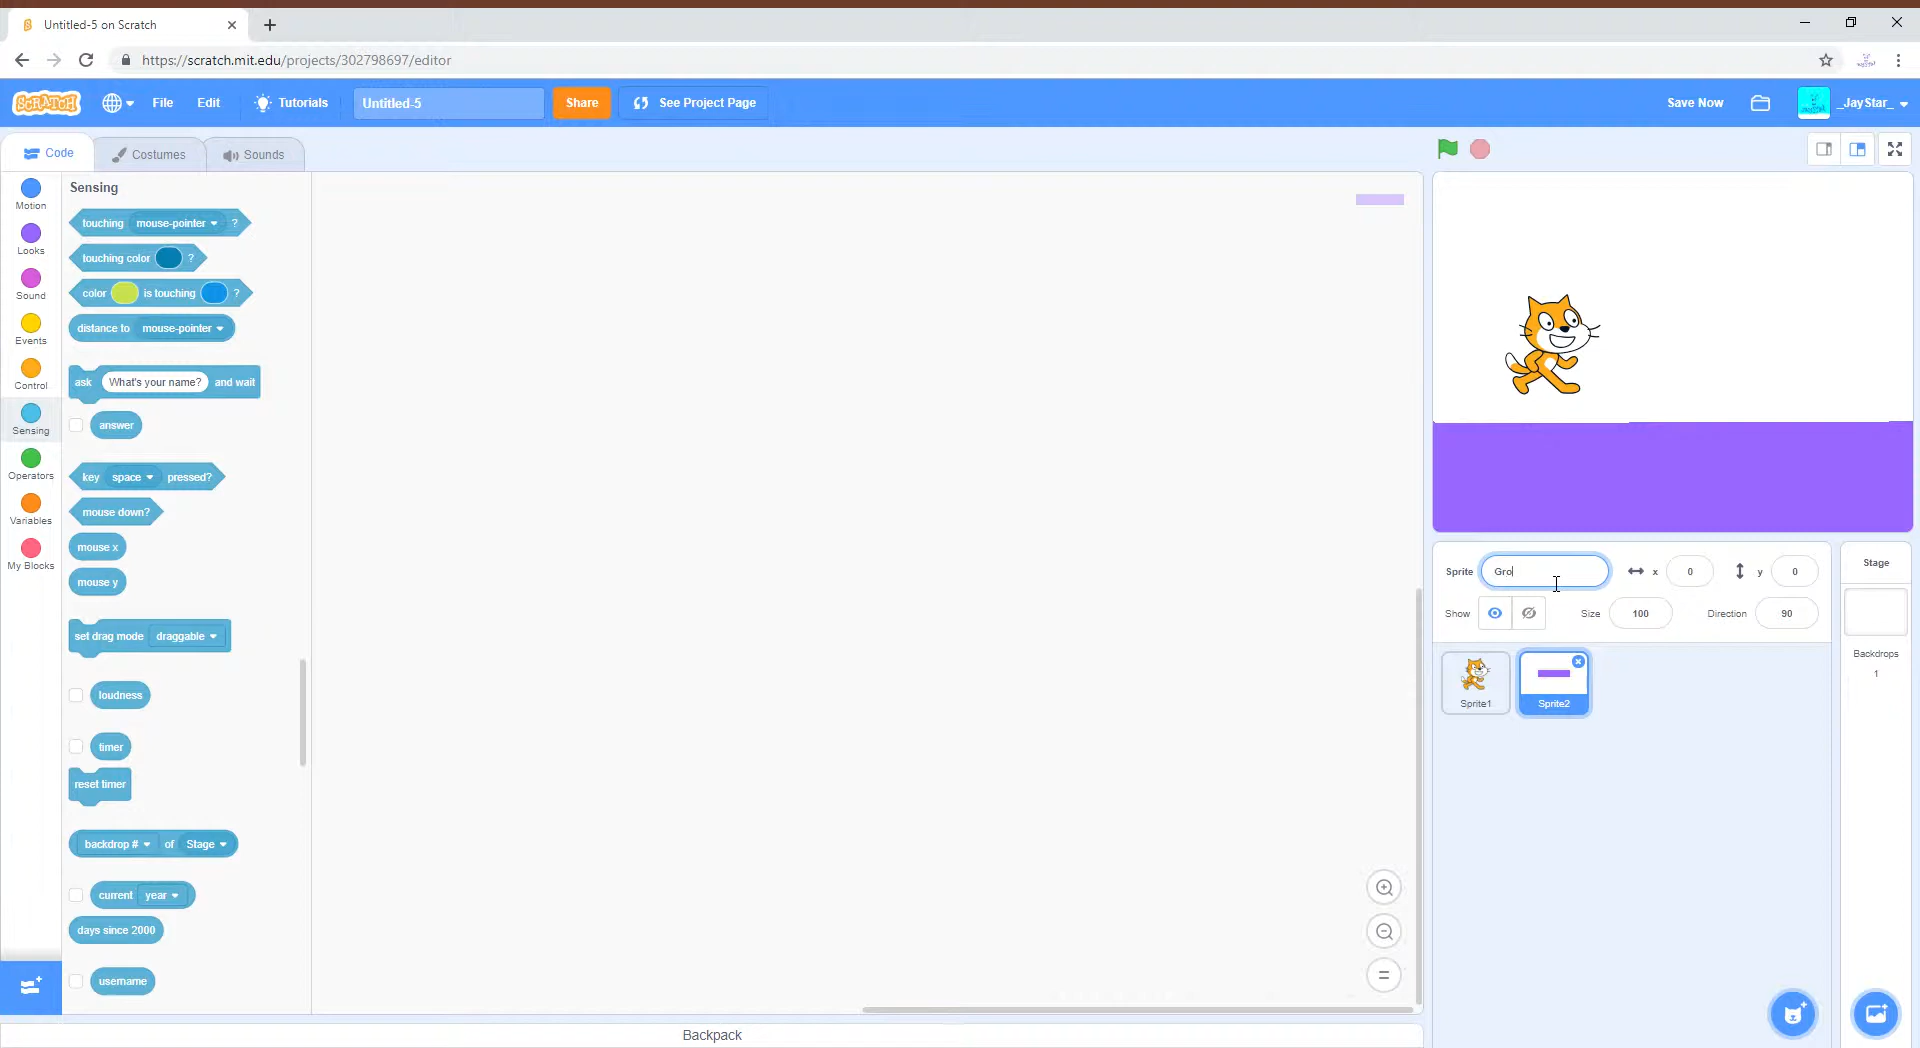 Untitled-5 on Scratch
https://scratch.mit.edu/projects/302798697/editor
SCRATCH File Edit Tutorials Untitled-5 Share See Project Page Save Now _JayStar_
Code Costumes Sounds
Motion
Looks
Sound
Events
Control
Sensing
Operators
Variables
My Blocks
Sensing
touching mouse-pointer ?
touching color ?
color is touching ?
distance to mouse-pointer
ask What's your name? and wait
answer
key space pressed?
mouse down?
mouse x
mouse y
set drag mode draggable
loudness
timer
reset timer
backdrop # of Stage
current year
days since 2000
username
Backpack
Sprite Gro x 0 y 0
Show Size 100 Direction 90
Sprite1 Sprite2
Stage
Backdrops
1